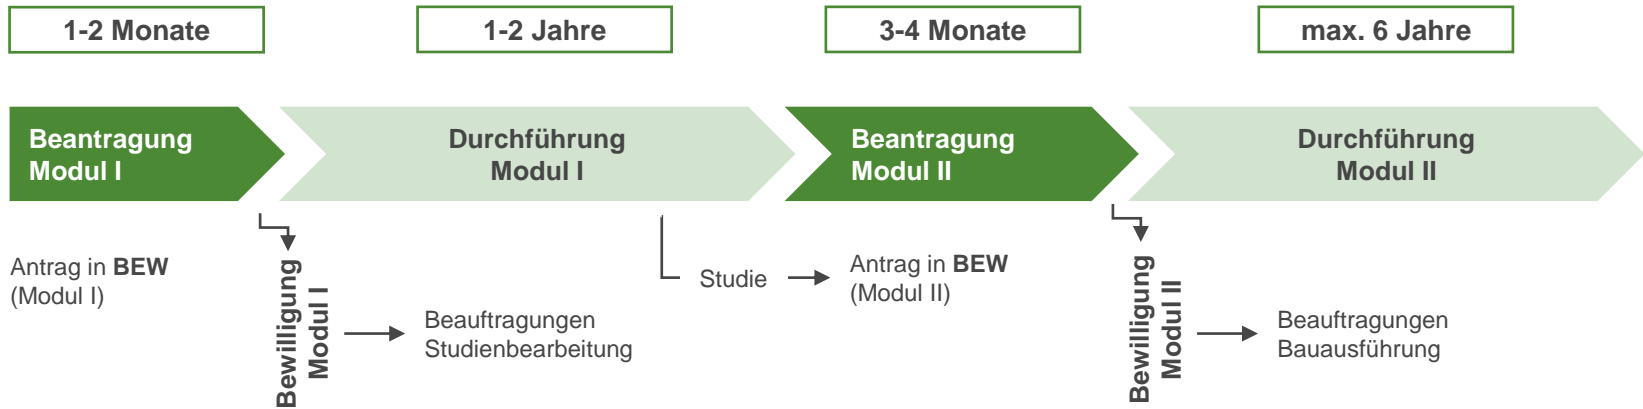 1-2 Monate
1-2 Jahre
3-4 Monate
max. 6 Jahre
Beantragung
Modul I
Durchführung
Modul I
Beantragung
Modul II
Durchführung
Modul II
Antrag in BEW
(Modul I)
Bewilligung
Modul I
Beauftragungen
Studienbearbeitung
Studie
Antrag in BEW
(Modul II)
Bewilligung
Modul II
Beauftragungen
Bauausführung